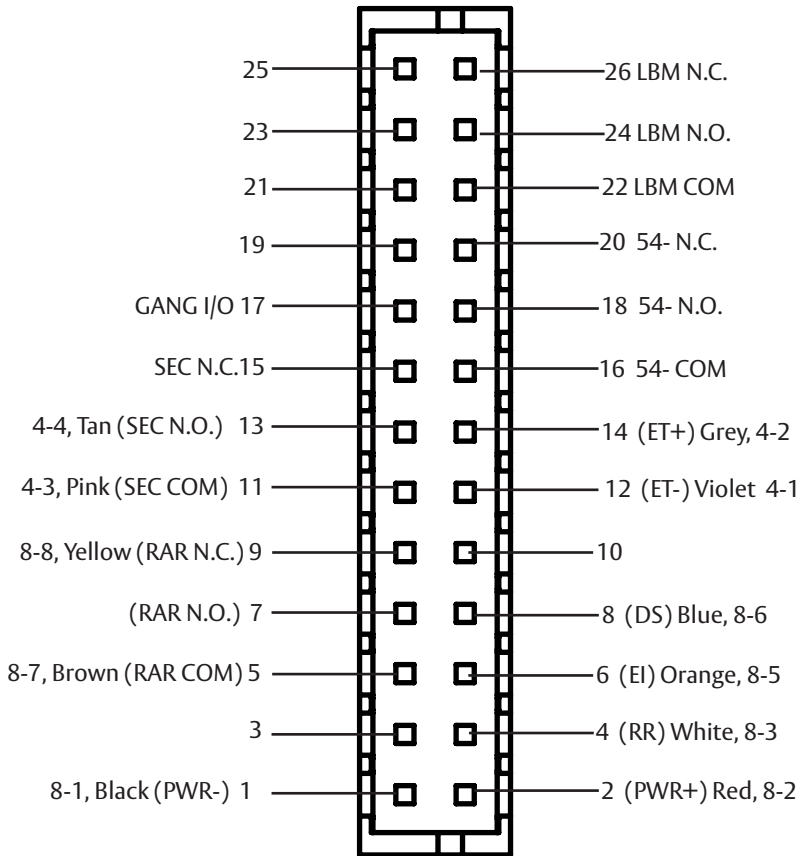 25
26 LBM N.C.
23
24 LBM N.O.
21
22 LBM COM
19
20 54- N.C.
GANG I/O 17
18 54- N.O.
SEC N.C.15
16 54- COM
4-4, Tan (SEC N.O.) 13
14 (ET+) Grey, 4-2
4-3, Pink (SEC COM) 11
12 (ET-) Violet 4-1
8-8, Yellow (RAR N.C.) 9
10
(RAR N.O.) 7
8 (DS) Blue, 8-6
8-7, Brown (RAR COM) 5
6 (EI) Orange, 8-5
3
4 (RR) White, 8-3
8-1, Black (PWR-) 1
2 (PWR+) Red, 8-2